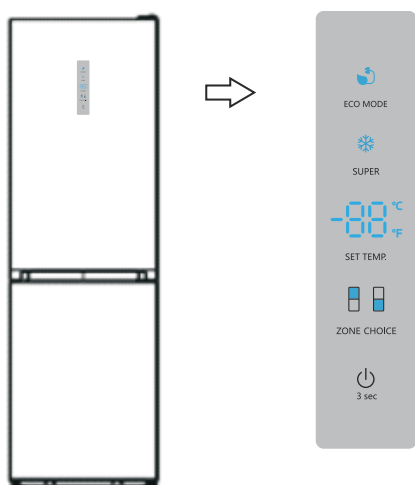 ECO MODE
SUPER
-88 °C
°F
SET TEMP.
ZONE CHOICE
3 sec